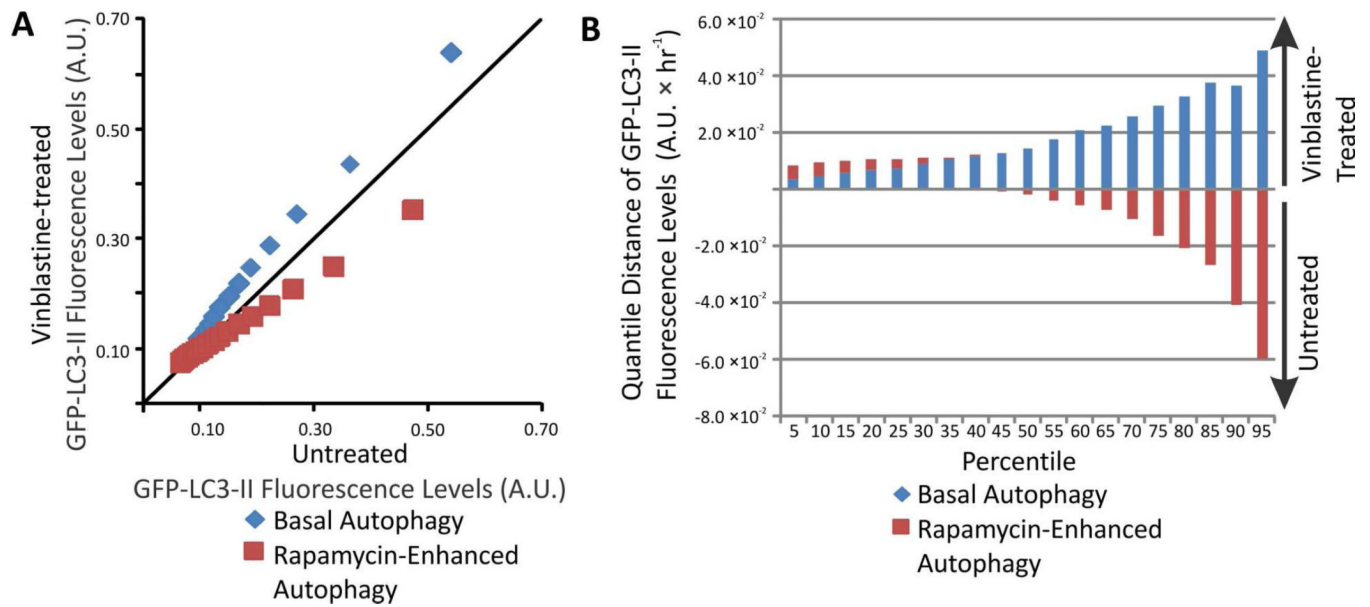 A
Vinblastine-treated
GFP-LC3-II Fluorescence Levels (A.U.)
0.70
0.50
0.30
0.10
0.10 0.30 0.50 0.70
Untreated
GFP-LC3-II Fluorescence Levels (A.U.)
Basal Autophagy
Rapamycin-Enhanced
Autophagy
B
Quantile Distance of GFP-LC3-II
Fluorescence Levels (A.U. × hr⁻¹)
6.0 ×10⁻²
4.0 ×10⁻²
2.0 ×10⁻²
-2.0 ×10⁻²
-4.0 ×10⁻²
-6.0 ×10⁻²
-8.0 ×10⁻²
5 10 15 20 25 30 35 40 45 50 55 60 65 70 75 80 85 90 95
Percentile
Vinblastine-
Treated
Untreated
Basal Autophagy
Rapamycin-Enhanced
Autophagy